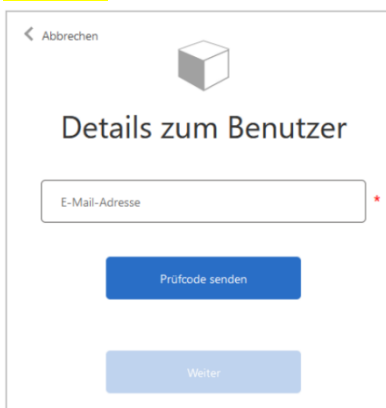 Abbrechen
Details zum Benutzer
E-Mail-Adresse
*
Prüfcode senden
Weiter